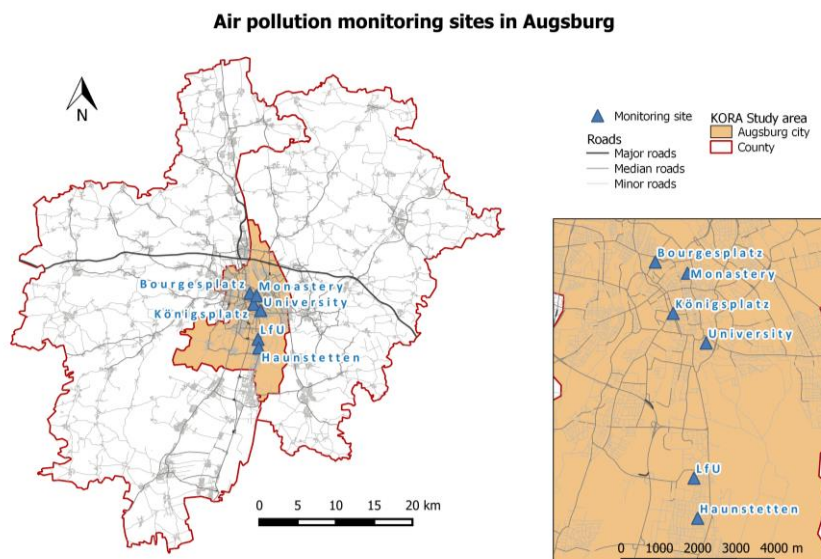 Air pollution monitoring sites in Augsburg
N
Monitoring site
Roads
Major roads
Median roads
Minor roads
KORA Study area
Augsburg city
County
Bourgesplatz
Monastery
University
Königsplatz
LfU
Haunstetten
0 5 10 15 20 km
Bourgesplatz
Monastery
Königsplatz
University
LfU
Haunstetten
0 1000 2000 3000 4000 m